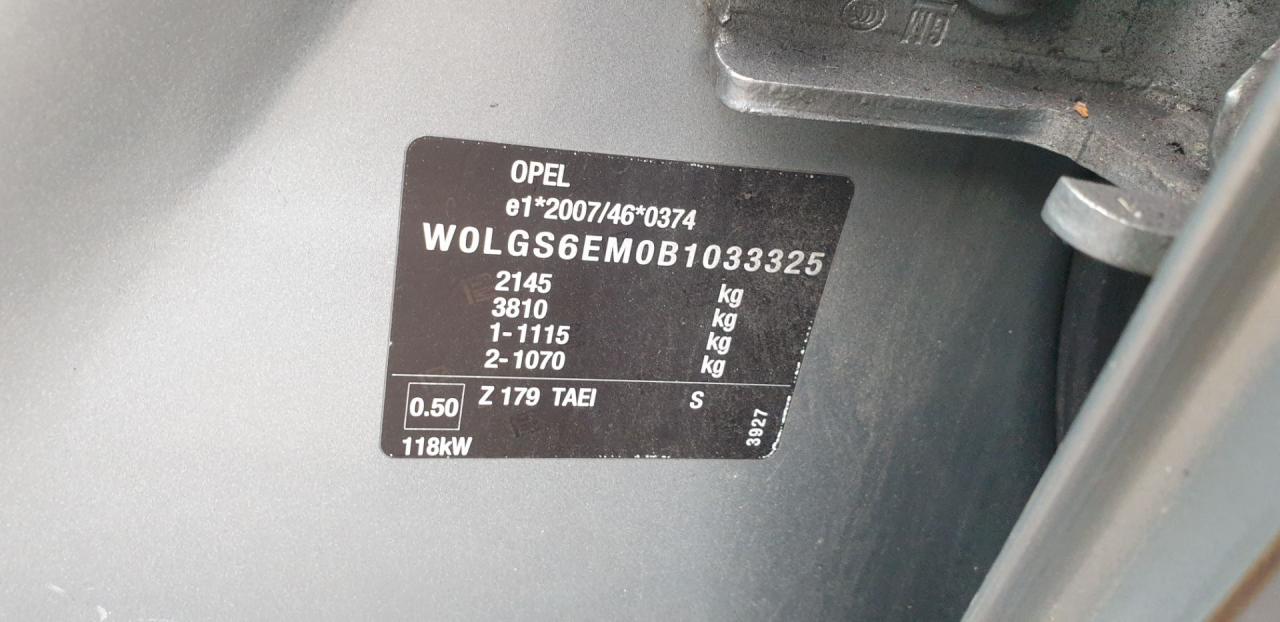 GM
OPEL
e1*2007/46*0374
W0LGS6EM0B1033325
2145 kg
3810 kg
1-1115 kg
2-1070 kg
0.50 Z 179 TAEI S
118kW
3927